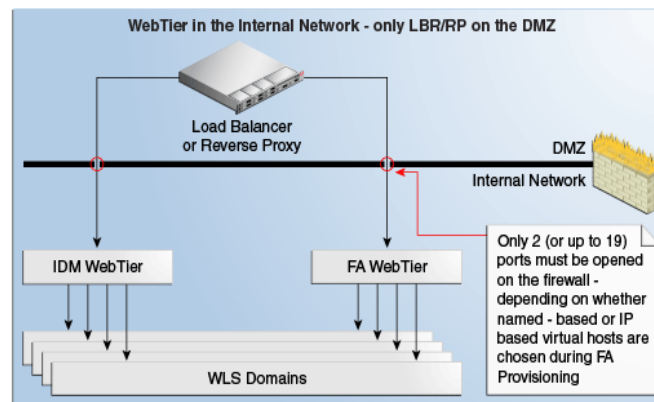 WebTier in the Internal Network - only LBR/RP on the DMZ
Load Balancer
or Reverse Proxy
DMZ
Internal Network
IDM WebTier
FA WebTier
Only 2 (or up to 19)
ports must be opened
on the firewall -
depending on whether
named - based or IP
based virtual hosts are
chosen during FA
Provisioning
WLS Domains